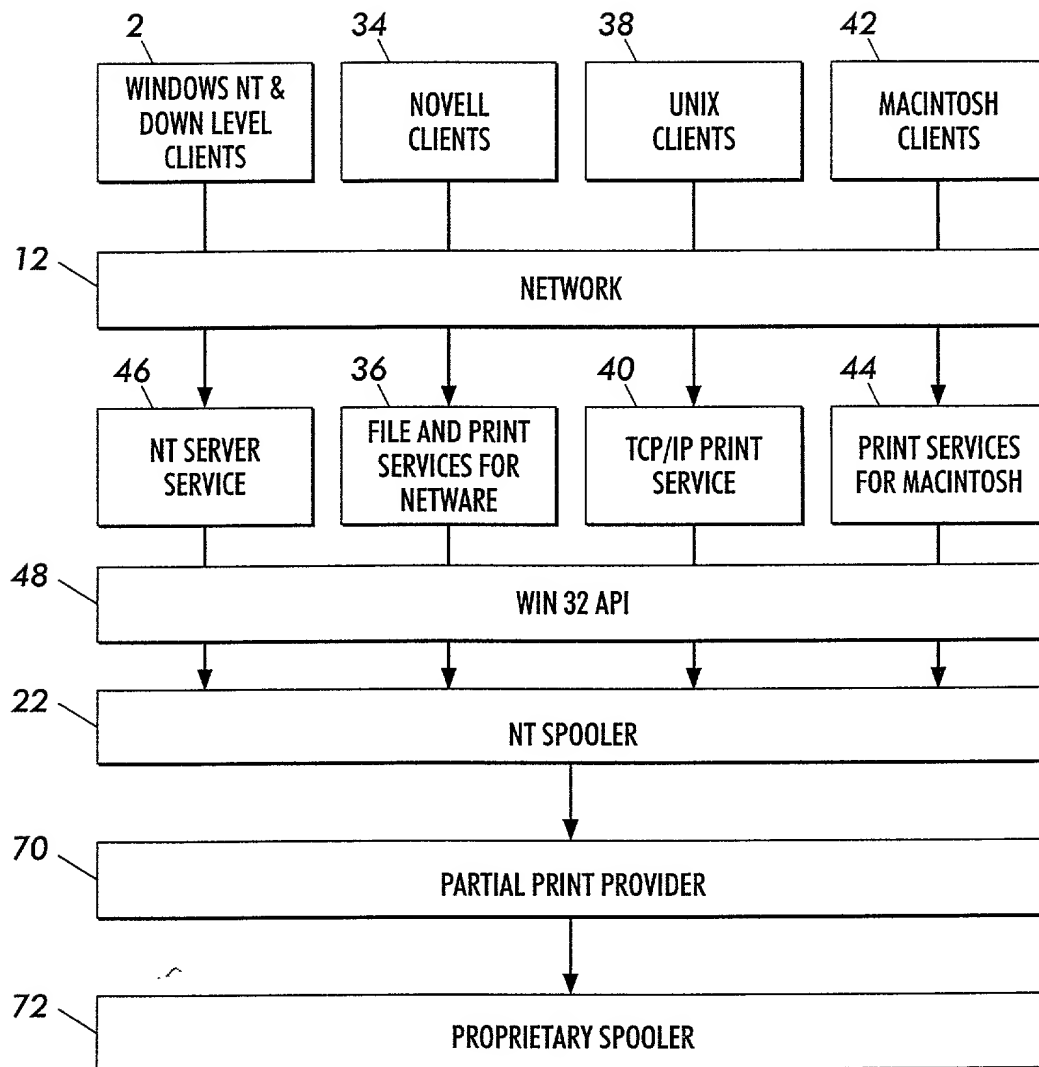 2
34
38
42
WINDOWS NT &
DOWN LEVEL
CLIENTS
NOVELL
CLIENTS
UNIX
CLIENTS
MACINTOSH
CLIENTS
12
NETWORK
46
36
40
44
NT SERVER
SERVICE
FILE AND PRINT
SERVICES FOR
NETWARE
TCP/IP PRINT
SERVICE
PRINT SERVICES
FOR MACINTOSH
48
WIN 32 API
22
NT SPOOLER
70
PARTIAL PRINT PROVIDER
72
PROPRIETARY SPOOLER